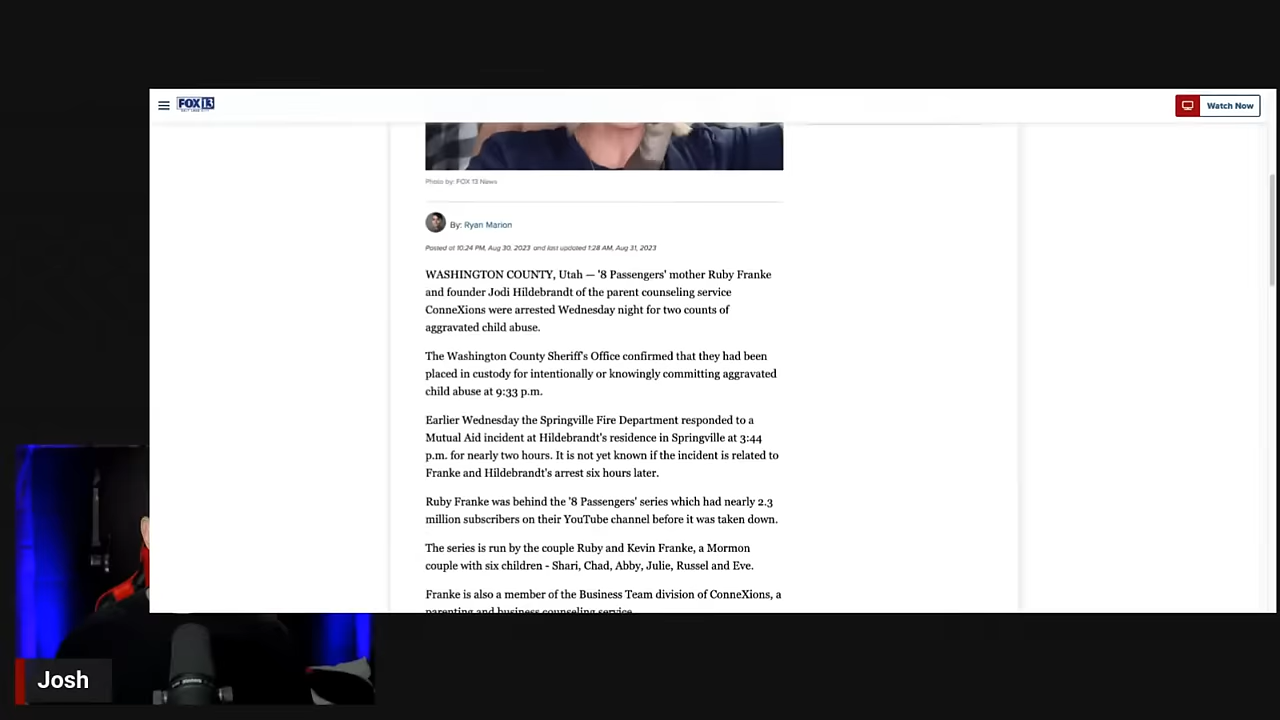 FOX 13
Watch Now
Photo by: FOX 13 News
By: Ryan Marion
Posted at 10:24 PM, Aug 30, 2023 and last updated 1:28 AM, Aug 31, 2023
WASHINGTON COUNTY, Utah — '8 Passengers' mother Ruby Franke
and founder Jodi Hildebrandt of the parent counseling service
ConneXions were arrested Wednesday night for two counts of
aggravated child abuse.
The Washington County Sheriff's Office confirmed that they had been
placed in custody for intentionally or knowingly committing aggravated
child abuse at 9:33 p.m.
Earlier Wednesday the Springville Fire Department responded to a
Mutual Aid incident at Hildebrandt's residence in Springville at 3:44
p.m. for nearly two hours. It is not yet known if the incident is related to
Franke and Hildebrandt's arrest six hours later.
Ruby Franke was behind the '8 Passengers' series which had nearly 2.3
million subscribers on their YouTube channel before it was taken down.
The series is run by the couple Ruby and Kevin Franke, a Mormon
couple with six children - Shari, Chad, Abby, Julie, Russel and Eve.
Franke is also a member of the Business Team division of ConneXions, a
parenting and business counseling service.
Josh